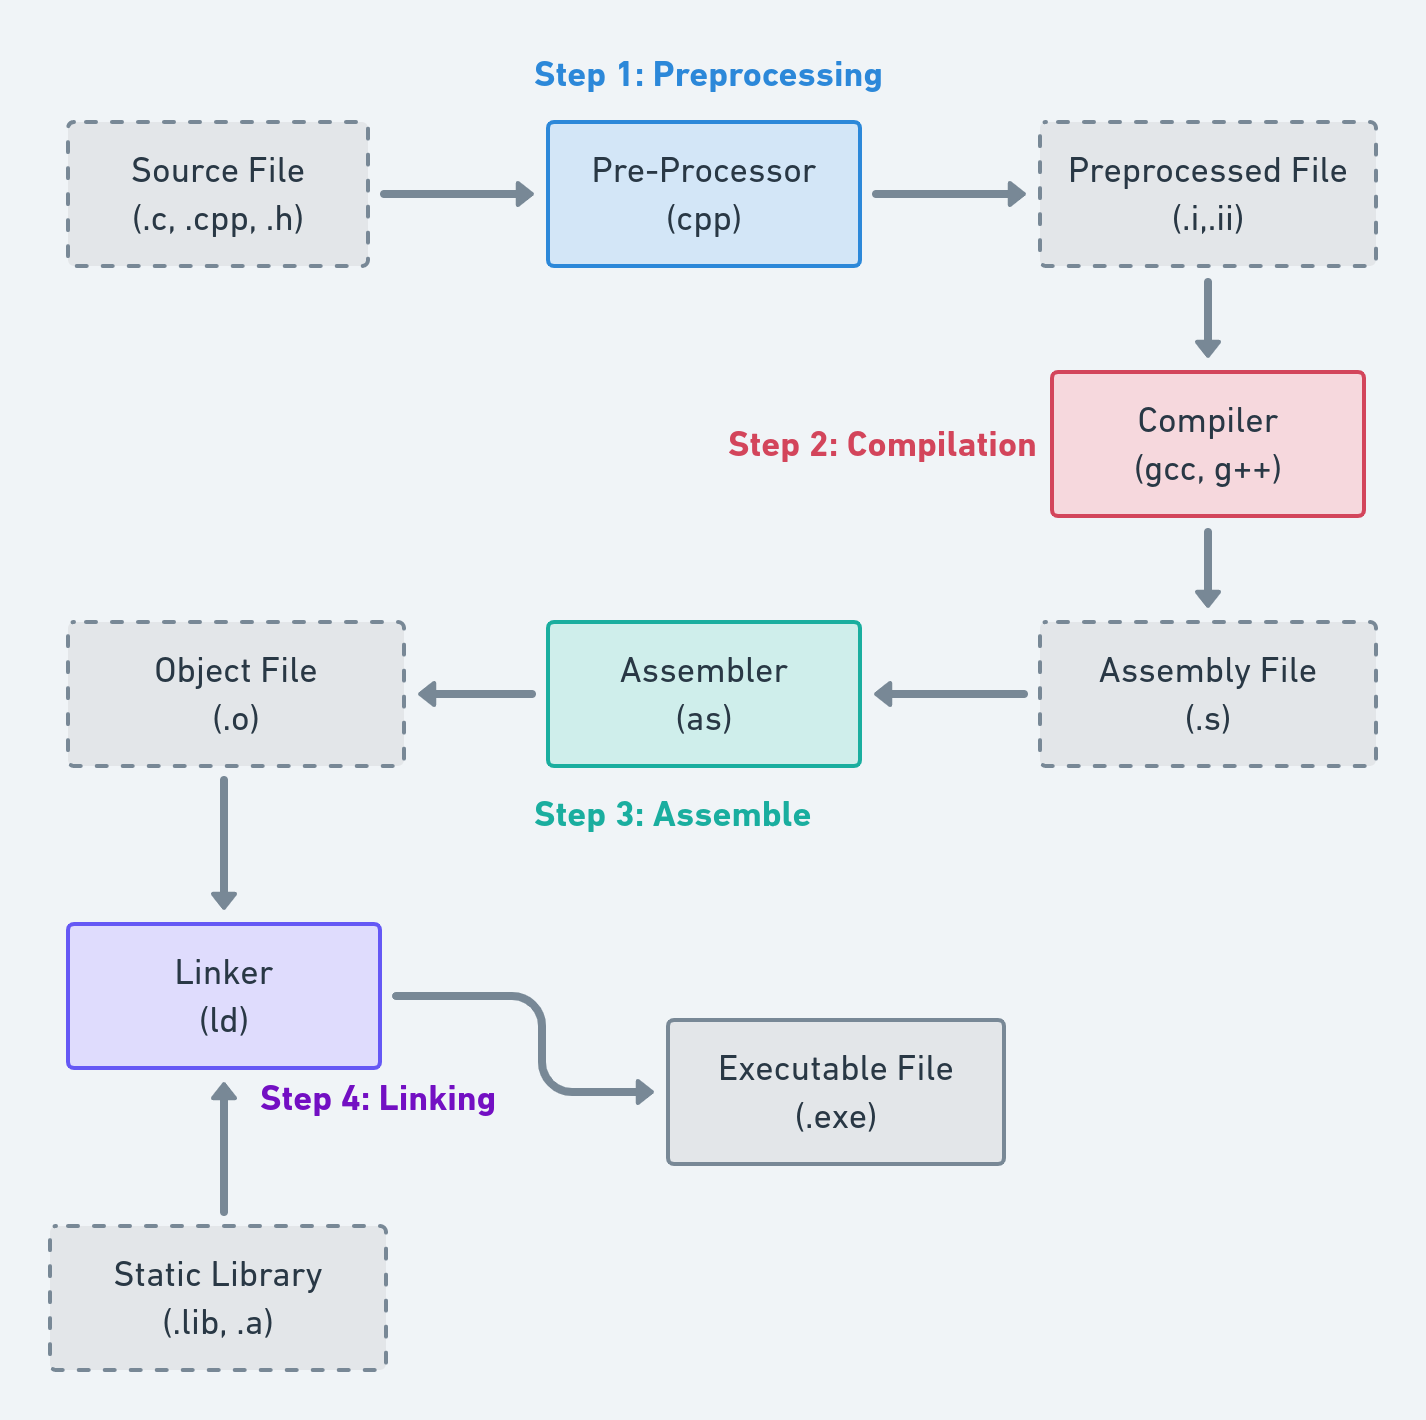 Step 1: Preprocessing
Source File
(.c, .cpp, .h)
Pre-Processor
(cpp)
Preprocessed File
(.i,.ii)
Step 2: Compilation
Compiler
(gcc, g++)
Assembly File
(.s)
Assembler
(as)
Step 3: Assemble
Object File
(.o)
Linker
(ld)
Step 4: Linking
Executable File
(.exe)
Static Library
(.lib, .a)